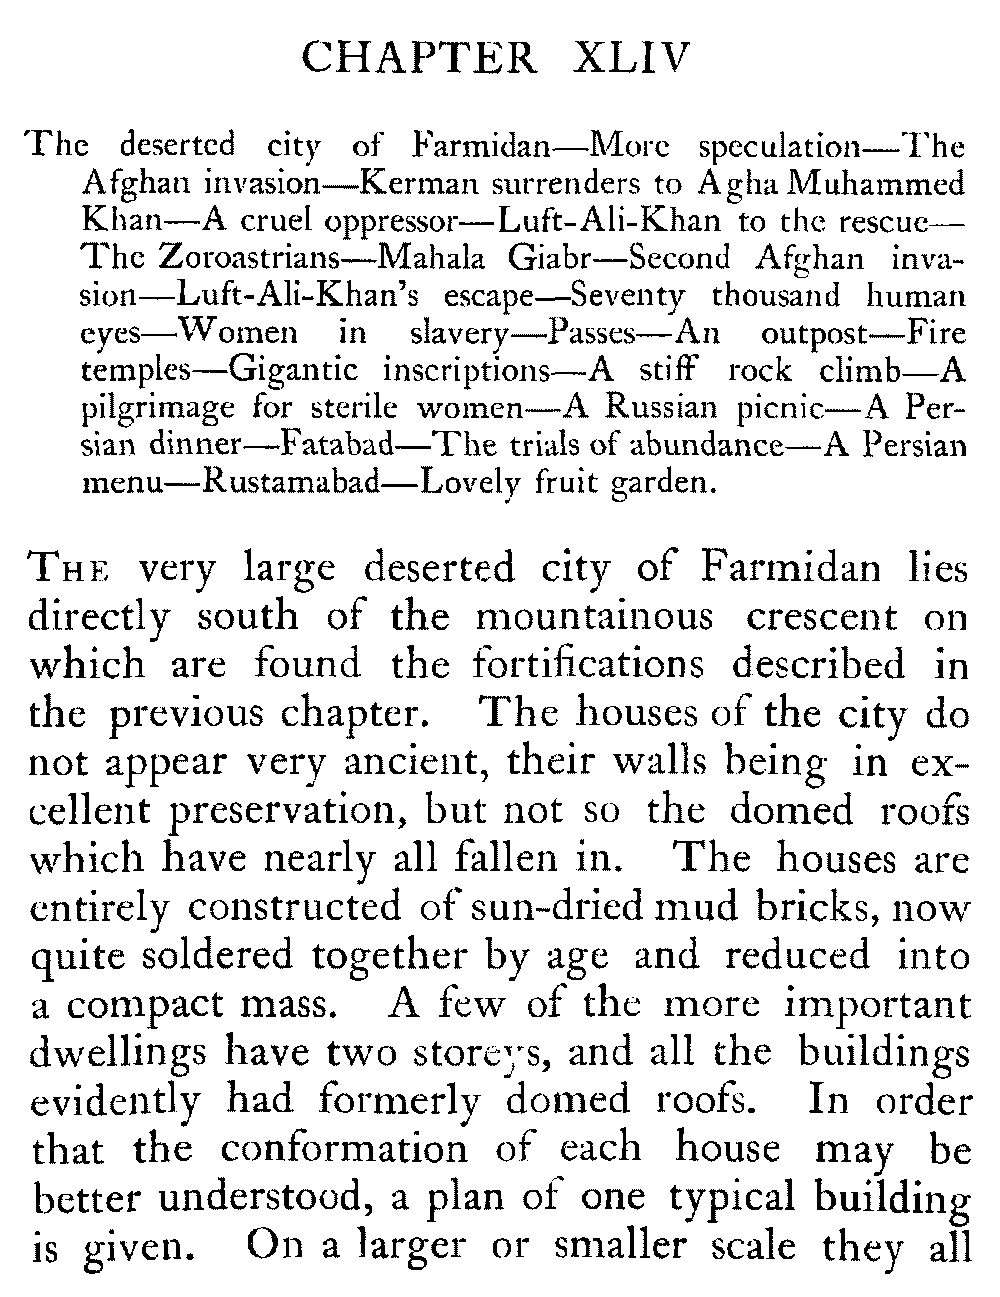 CHAPTER XLIV
The deserted city of Farmidan—More speculation—The
Afghan invasion—Kerman surrenders to Agha Muhammed
Khan—A cruel oppressor—Luft-Ali-Khan to the rescue—
The Zoroastrians—Mahala Giabr—Second Afghan inva-
sion—Luft-Ali-Khan's escape—Seventy thousand human
eyes—Women in slavery—Passes—An outpost—Fire
temples—Gigantic inscriptions—A stiff rock climb—A
pilgrimage for sterile women—A Russian picnic—A Per-
sian dinner—Fatabad—The trials of abundance—A Persian
menu—Rustamabad—Lovely fruit garden.
THE very large deserted city of Farmidan lies
directly south of the mountainous crescent on
which are found the fortifications described in
the previous chapter. The houses of the city do
not appear very ancient, their walls being in ex-
cellent preservation, but not so the domed roofs
which have nearly all fallen in. The houses are
entirely constructed of sun-dried mud bricks, now
quite soldered together by age and reduced into
a compact mass. A few of the more important
dwellings have two storeys, and all the buildings
evidently had formerly domed roofs. In order
that the conformation of each house may be
better understood, a plan of one typical building
is given. On a larger or smaller scale they all